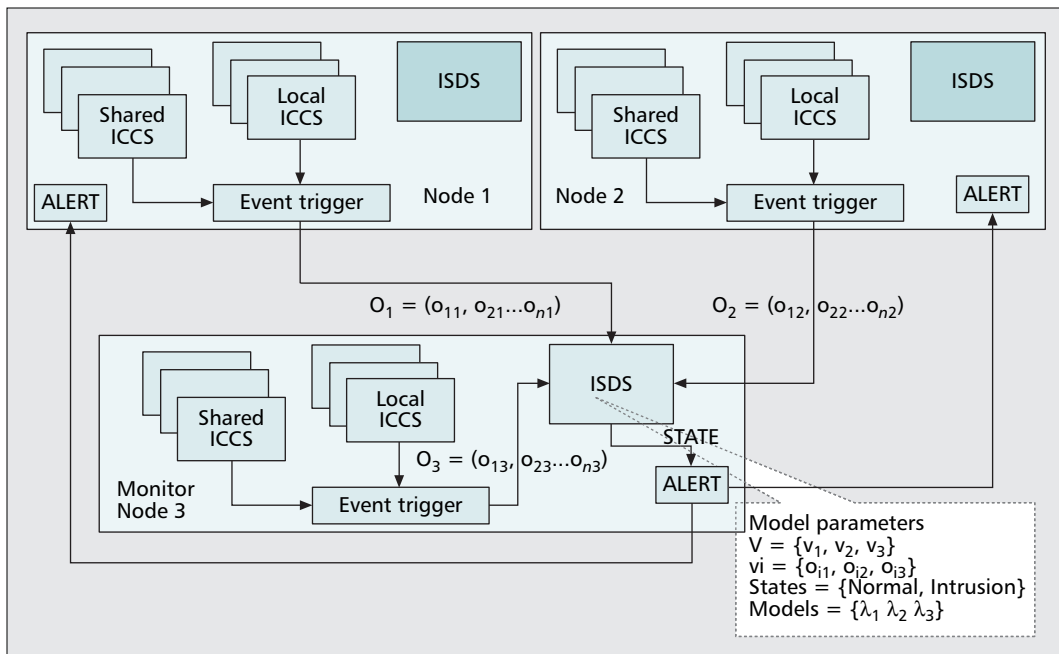 Shared
ICCS
Local
ICCS
ISDS
ALERT
Event trigger
Node 1
Shared
ICCS
Local
ICCS
ISDS
Node 2
Event trigger
ALERT
O1 = (o11, o21...on1)
O2 = (o12, o22...on2)
Shared
ICCS
Local
ICCS
ISDS
STATE
O3 = (o13, o23...on3)
ALERT
Monitor
Node 3
Event trigger
Model parameters
V = {v1, v2, v3}
vi = {oi1, oi2, oi3}
States = {Normal, Intrusion}
Models = {λ1 λ2 λ3}